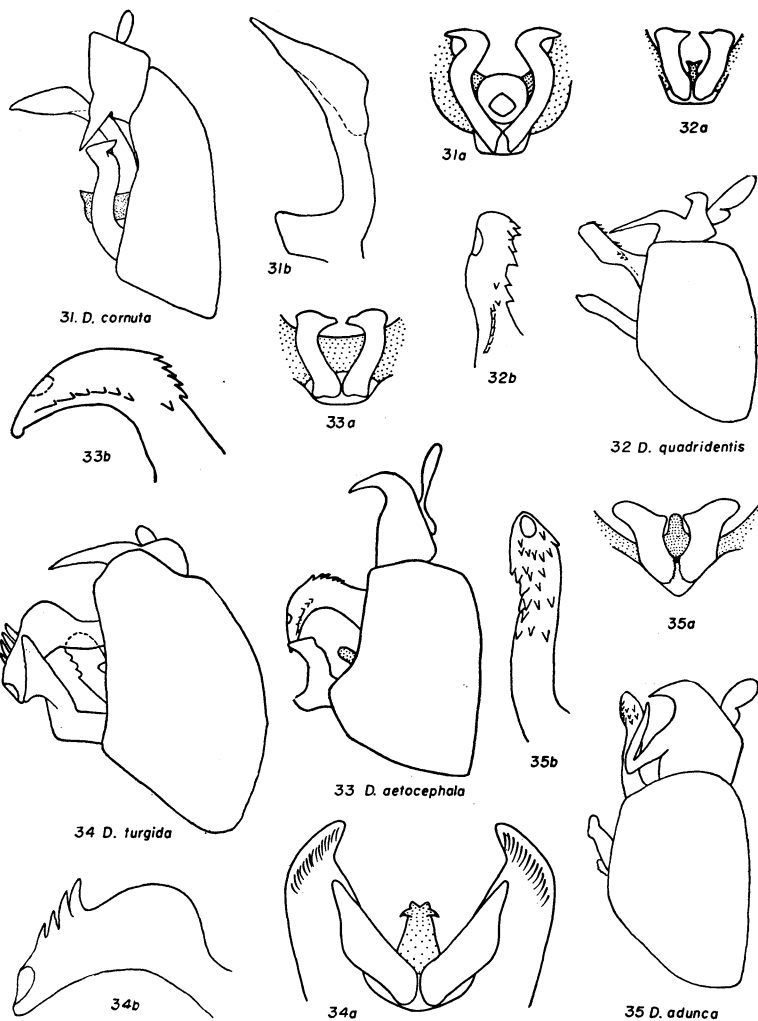 31a
32a
31b
31. D. cornuta
32b
33a
33b
32 D. quadridentis
35a
35b
33 D. aetocephala
34 D. turgida
34b
34a
35 D. adunca